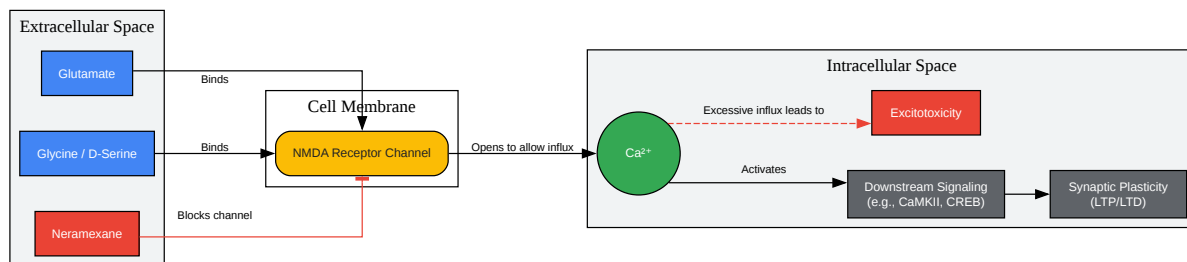 Extracellular Space
Glutamate
Binds
Glycine / D-Serine
Binds
Neramexane
Blocks channel
Cell Membrane
NMDA Receptor Channel
Opens to allow influx
Intracellular Space
Ca²⁺
Excessive influx leads to
Excitotoxicity
Activates
Downstream Signaling
(e.g., CaMKII, CREB)
Synaptic Plasticity
(LTP/LTD)